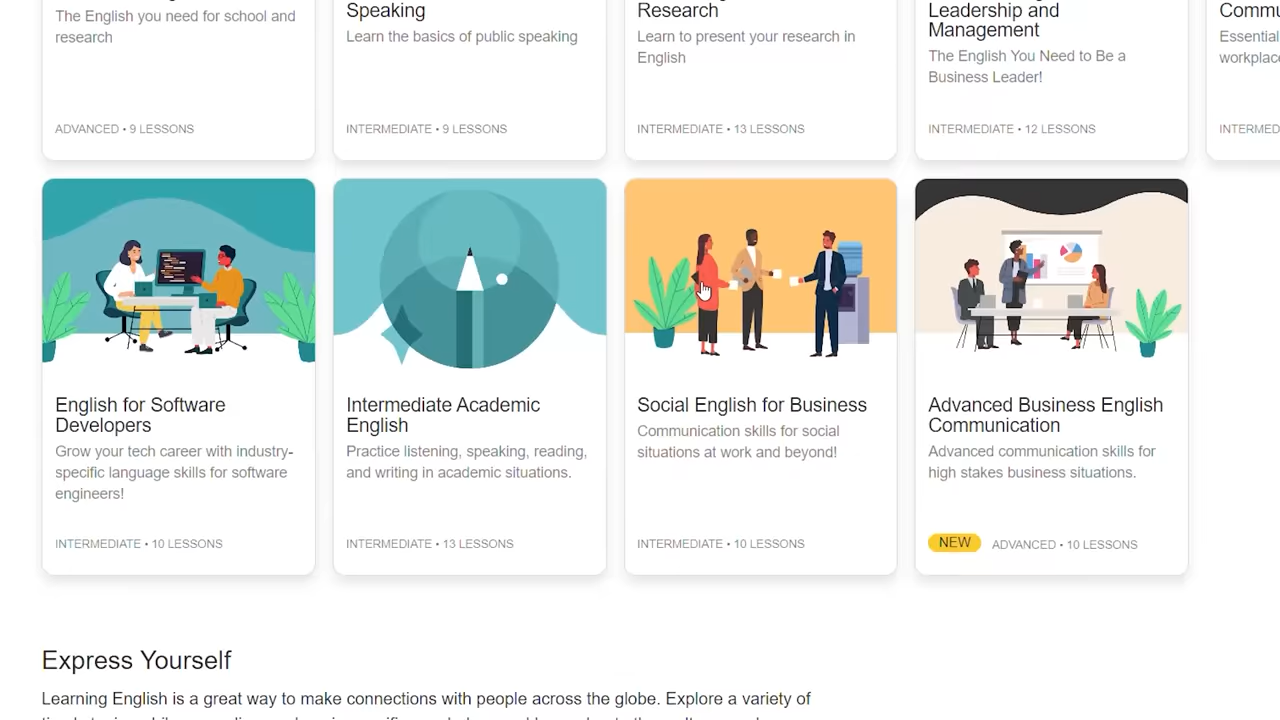 The English you need for school and
research
ADVANCED • 9 LESSONS
Speaking
Learn the basics of public speaking
INTERMEDIATE • 9 LESSONS
Research
Learn to present your research in
English
INTERMEDIATE • 13 LESSONS
Leadership and
Management
The English You Need to Be a
Business Leader!
INTERMEDIATE • 12 LESSONS
English for Software
Developers
Grow your tech career with industry-
specific language skills for software
engineers!
INTERMEDIATE • 10 LESSONS
Intermediate Academic
English
Practice listening, speaking, reading,
and writing in academic situations.
INTERMEDIATE • 13 LESSONS
Social English for Business
Communication skills for social
situations at work and beyond!
INTERMEDIATE • 10 LESSONS
Advanced Business English
Communication
Advanced communication skills for
high stakes business situations.
NEW ADVANCED • 10 LESSONS
Express Yourself
Learning English is a great way to make connections with people across the globe. Explore a variety of